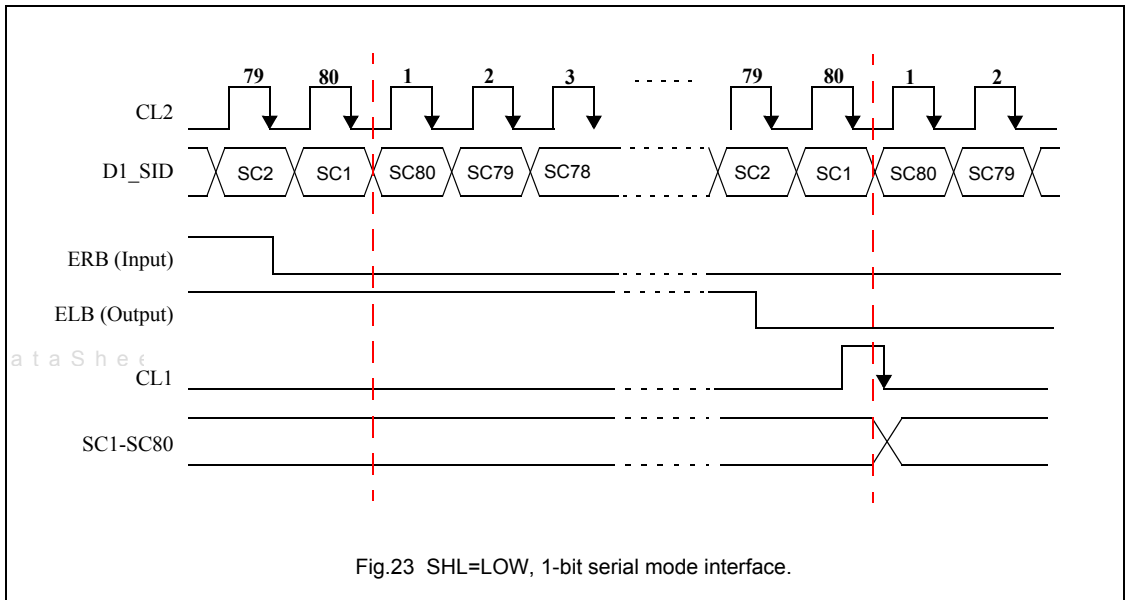 79 80 1 2 3 79 80 1 2
CL2
D1_SID SC2 SC1 SC80 SC79 SC78 SC2 SC1 SC80 SC79
ERB (Input)
ELB (Output)
ataShe
CL1
SC1-SC80
Fig.23 SHL=LOW, 1-bit serial mode interface.